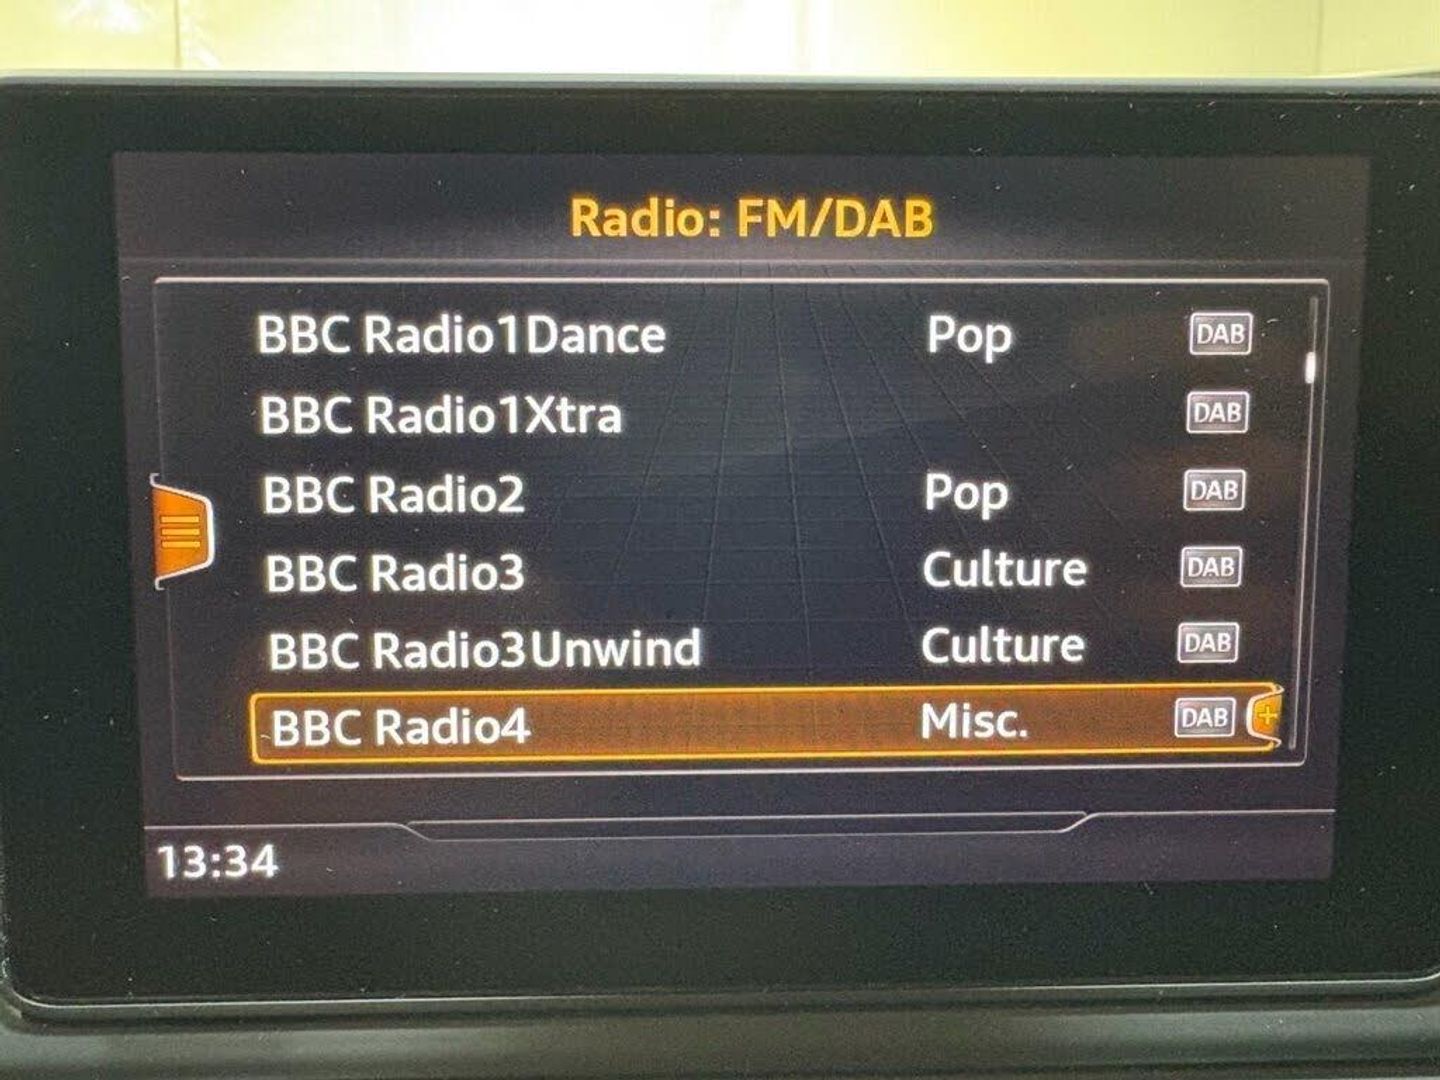 Radio: FM/DAB
BBC Radio1Dance Pop DAB
BBC Radio1Xtra DAB
BBC Radio2 Pop DAB
BBC Radio3 Culture DAB
BBC Radio3Unwind Culture DAB
BBC Radio4 Misc. DAB +
13:34